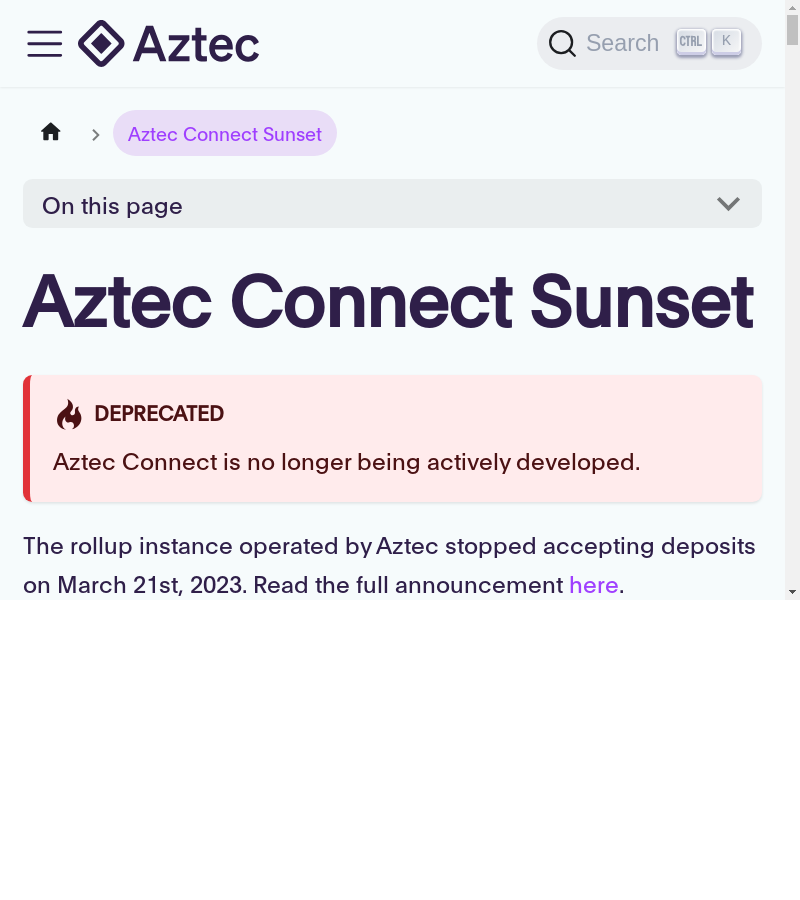 Aztec
Search CTRL K
Aztec Connect Sunset
On this page
Aztec Connect Sunset
DEPRECATED
Aztec Connect is no longer being actively developed.
The rollup instance operated by Aztec stopped accepting deposits
on March 21st, 2023. Read the full announcement here.